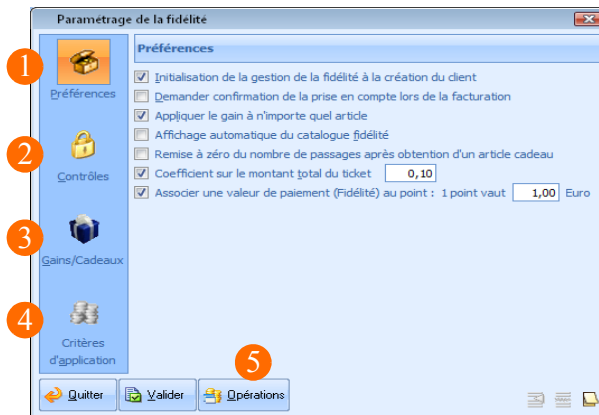 Paramétrage de la fidélité
1
Préférences
2
Contrôles
3
Gains/Cadeaux
4
Critères
d'application
Préférences
Initialisation de la gestion de la fidélité à la création du client
Demander confirmation de la prise en compte lors de la facturation
Appliquer le gain à n'importe quel article
Affichage automatique du catalogue fidélité
Remise à zéro du nombre de passages après obtention d'un article cadeau
Coefficient sur le montant total du ticket 0,10
Associer une valeur de paiement (Fidélité) au point : 1 point vaut 1,00 Euro
5
Quitter Valider Opérations